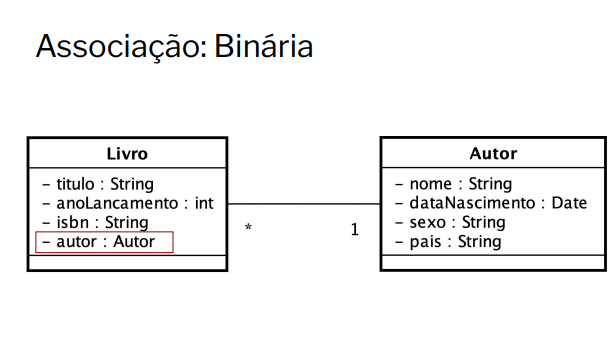 Associação: Binária
Livro
- titulo : String
- anoLancamento : int
- isbn : String
- autor : Autor
* 1
Autor
- nome : String
- dataNascimento : Date
- sexo : String
- pais : String